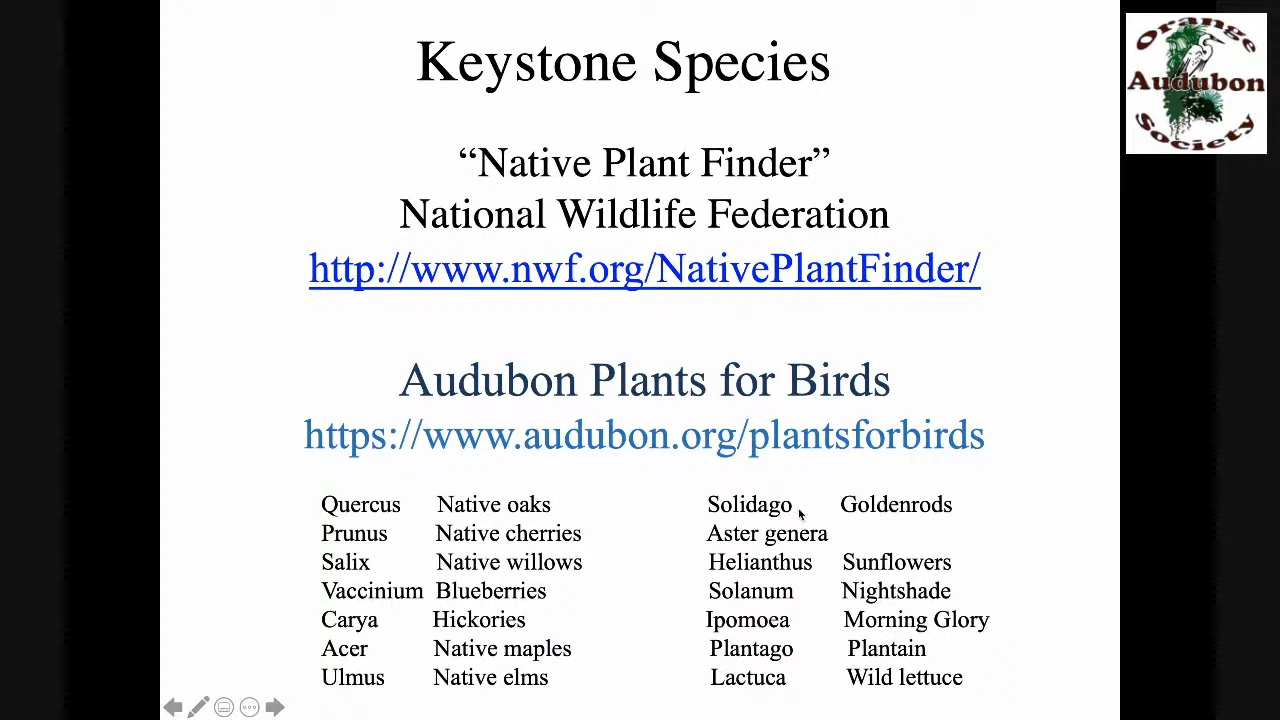 Keystone Species
Orange
Audubon
Society
“Native Plant Finder”
National Wildlife Federation
http://www.nwf.org/NativePlantFinder/
Audubon Plants for Birds
https://www.audubon.org/plantsforbirds
Quercus Native oaks
Prunus Native cherries
Salix Native willows
Vaccinium Blueberries
Carya Hickories
Acer Native maples
Ulmus Native elms
Solidago Goldenrods
Aster genera
Helianthus Sunflowers
Solanum Nightshade
Ipomoea Morning Glory
Plantago Plantain
Lactuca Wild lettuce